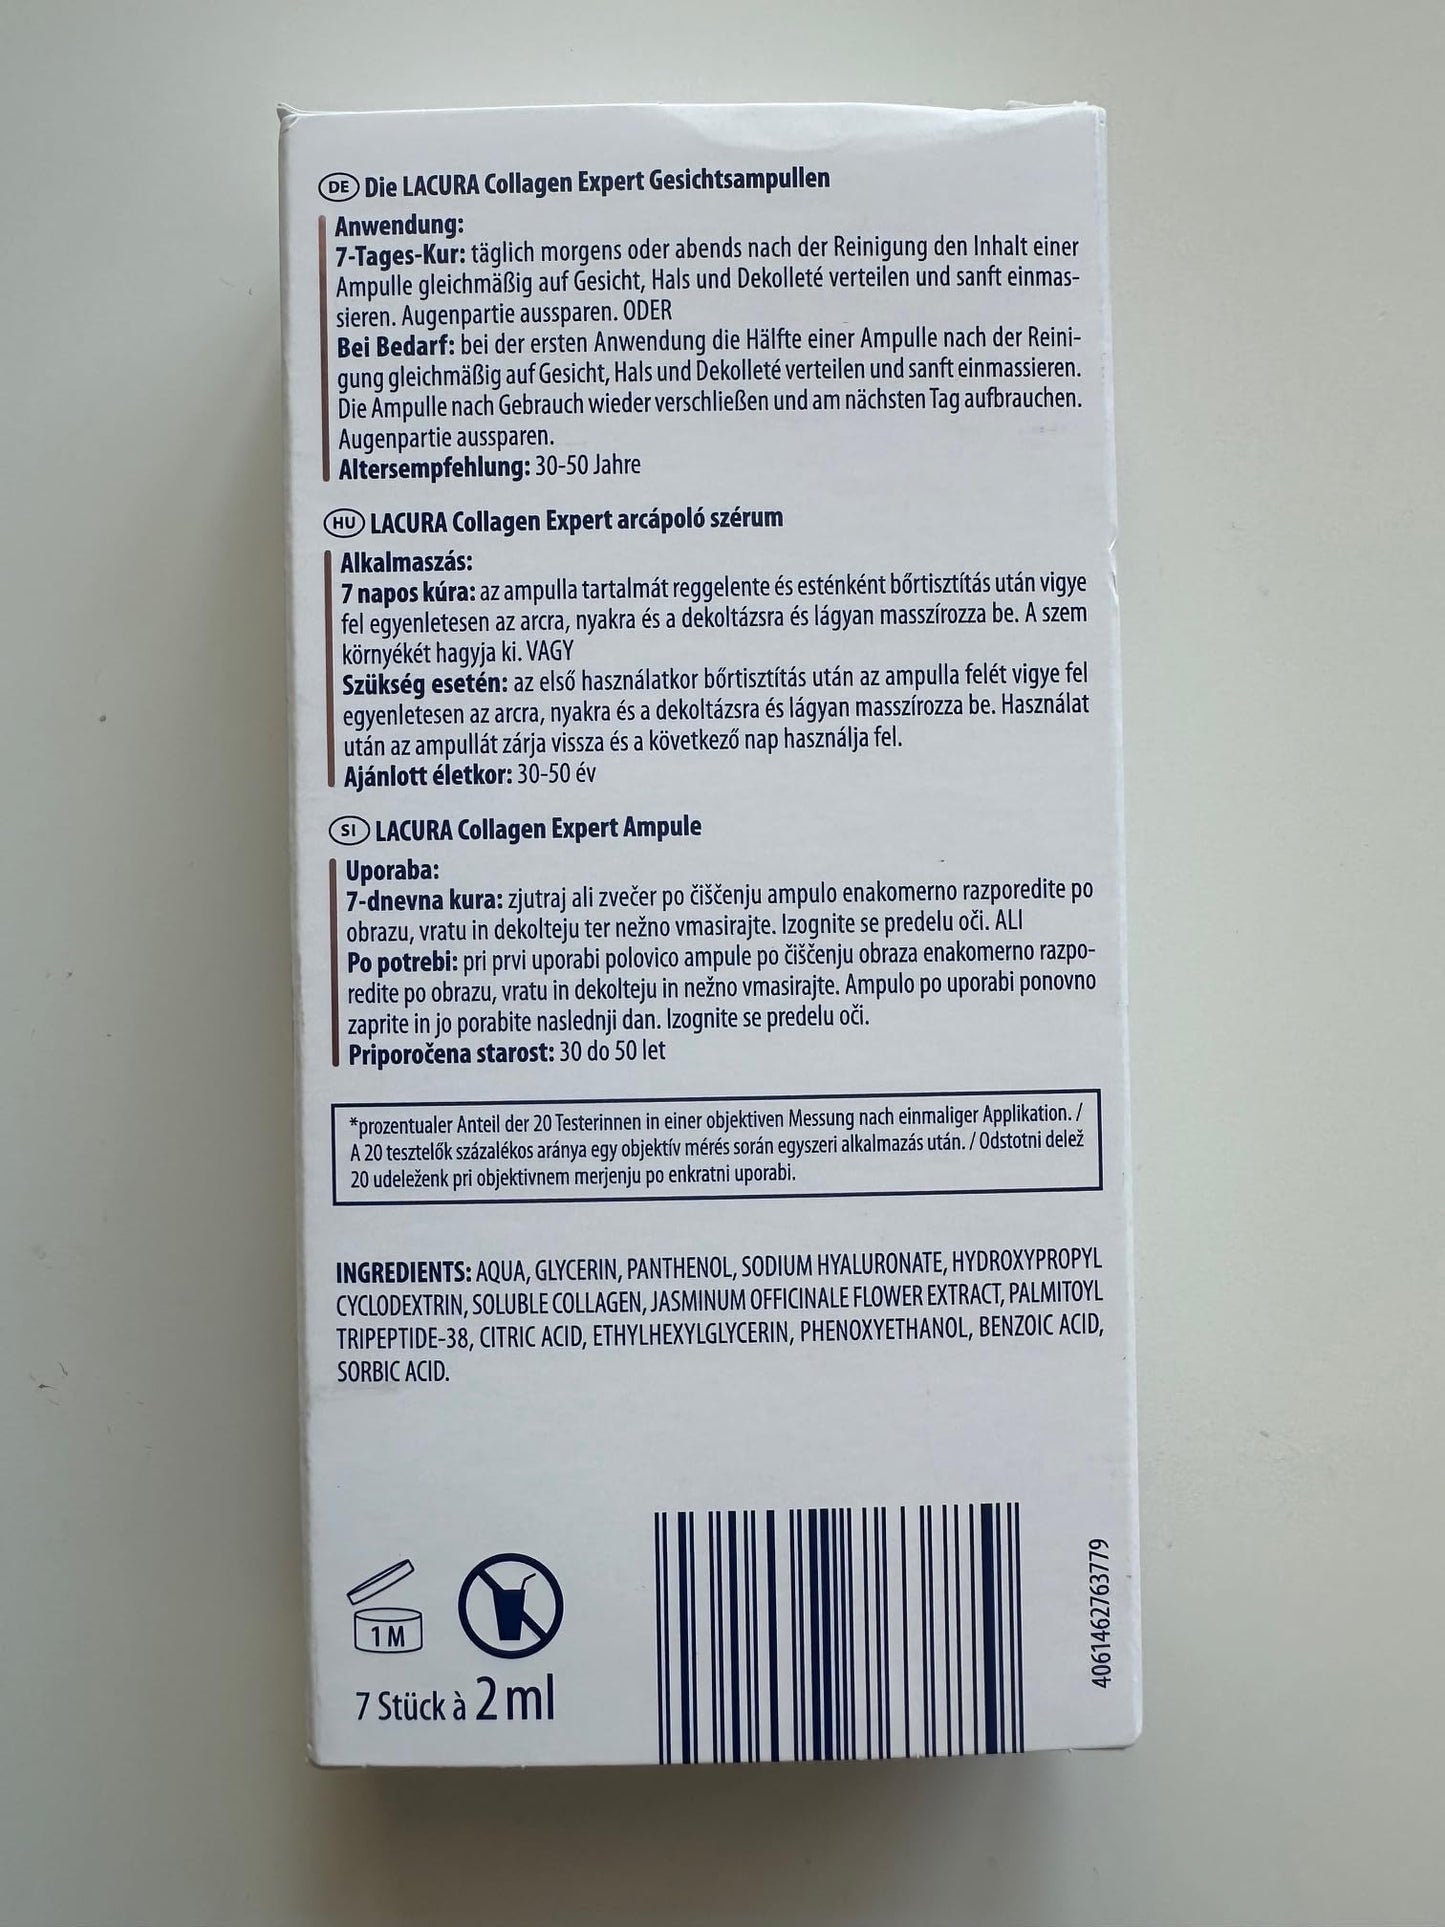 DE Die LACURA Collagen Expert Gesichtsampullen
Anwendung:
7-Tages-Kur: täglich morgens oder abends nach der Reinigung den Inhalt einer
Ampulle gleichmäßig auf Gesicht, Hals und Dekolleté verteilen und sanft einmas-
sieren. Augenpartie aussparen. ODER
Bei Bedarf: bei der ersten Anwendung die Hälfte einer Ampulle nach der Reini-
gung gleichmäßig auf Gesicht, Hals und Dekolleté verteilen und sanft einmassieren.
Die Ampulle nach Gebrauch wieder verschließen und am nächsten Tag aufbrauchen.
Augenpartie aussparen.
Altersempfehlung: 30-50 Jahre
HU LACURA Collagen Expert arcápoló szérum
Alkalmaszás:
7 napos kúra: az ampulla tartalmát reggelente és esténként bőrtisztítás után vigye
fel egyenletesen az arcra, nyakra és a dekoltázsra és lágyan masszírozza be. A szem
környékét hagyja ki. VAGY
Szükség esetén: az első használatkor bőrtisztítás után az ampulla felét vigye fel
egyenletesen az arcra, nyakra és a dekoltázsra és lágyan masszírozza be. Használat
után az ampullát zárja vissza és a következő nap használja fel.
Ajánlott életkor: 30-50 év
SI LACURA Collagen Expert Ampule
Uporaba:
7-dnevna kura: zjutraj ali zvečer po čiščenju ampulo enakomerno razporedite po
obrazu, vratu in dekolteju ter nežno vmasirajte. Izognite se predelu oči. ALI
Po potrebi: pri prvi uporabi polovico ampule po čiščenju obraza enakomerno razpo-
redite po obrazu, vratu in dekolteju in nežno vmasirajte. Ampulo po uporabi ponovno
zaprite in jo porabite naslednji dan. Izognite se predelu oči.
Priporočena starost: 30 do 50 let
*prozentualer Anteil der 20 Testerinnen in einer objektiven Messung nach einmaliger Applikation. /
A 20 tesztelők százalékos aránya egy objektív mérés során egyszeri alkalmazás után. / Odstotni delež
20 udeleženk pri objektivnem merjenju po enkratni uporabi.
INGREDIENTS: AQUA, GLYCERIN, PANTHENOL, SODIUM HYALURONATE, HYDROXYPROPYL
CYCLODEXTRIN, SOLUBLE COLLAGEN, JASMINUM OFFICINALE FLOWER EXTRACT, PALMITOYL
TRIPEPTIDE-38, CITRIC ACID, ETHYLHEXYLGLYCERIN, PHENOXYETHANOL, BENZOIC ACID,
SORBIC ACID.
1 M
7 Stück à 2 ml
4061462763779